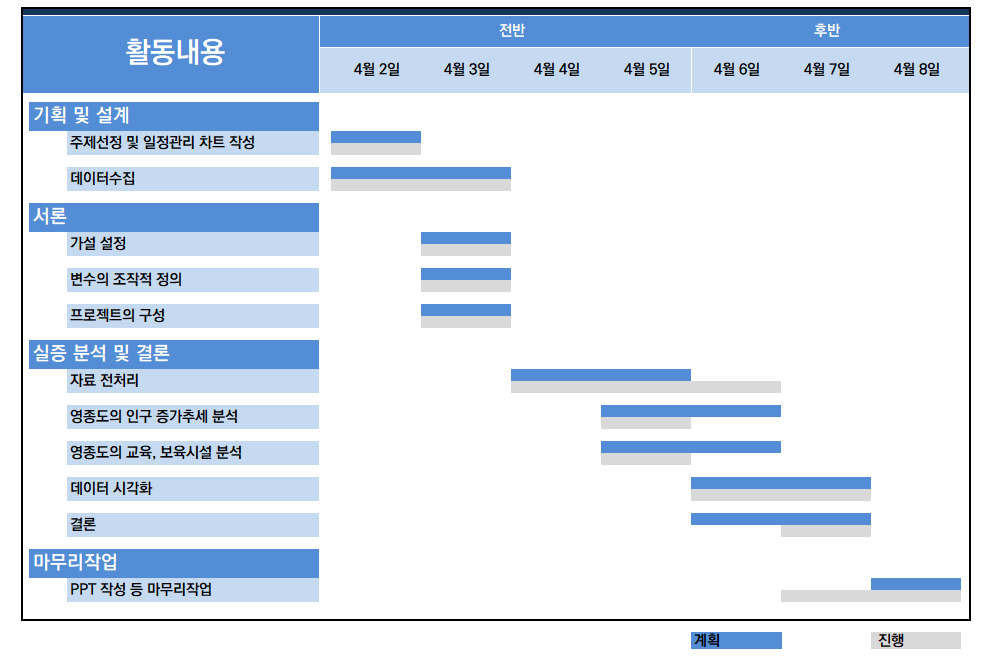 활동내용
전반
후반
4월 2일 4월 3일 4월 4일 4월 5일 4월 6일 4월 7일 4월 8일
기획 및 설계
주제선정 및 일정관리 차트 작성
데이터수집
서론
가설 설정
변수의 조작적 정의
프로젝트의 구성
실증 분석 및 결론
자료 전처리
영종도의 인구 증가추세 분석
영종도의 교육, 보육시설 분석
데이터 시각화
결론
마무리작업
PPT 작성 등 마무리작업
계획
진행